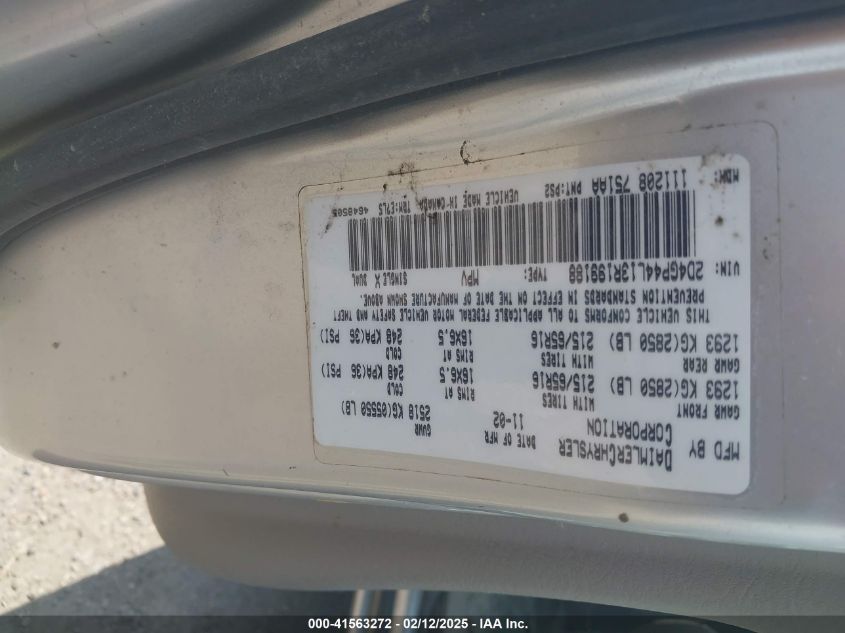 MFD BY DAIMLERCHRYSLER CORPORATION DATE OF MFR 11-02 GVWR 2518 KG(05550 LB)
GAWR FRONT WITH TIRES RIMS AT COLD
1293 KG(2850 LB) 215/65R16 16X6.5 248 KPA(36 PSI)
GAWR REAR WITH TIRES RIMS AT COLD
1293 KG(2850 LB) 215/65R16 16X6.5 248 KPA(36 PSI)
THIS VEHICLE CONFORMS TO ALL APPLICABLE FEDERAL MOTOR VEHICLE SAFETY AND THEFT
PREVENTION STANDARDS IN EFFECT ON THE DATE OF MANUFACTURE SHOWN ABOVE.
VIN: 2D4GP44L13R199188 TYPE: MPV SINGLE X DUAL
MDH: 111208 751AA PNT:PS2 VEHICLE MADE IN CANADA 4648505
000-41563272 - 02/12/2025 - COPYRIGHT © IAA, Inc.